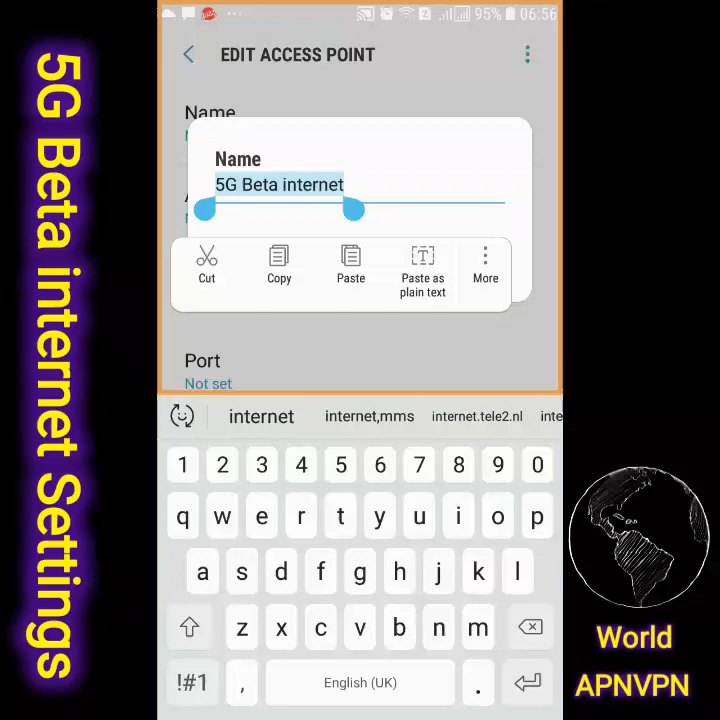 5G Beta internet Settings
95% 06:56
EDIT ACCESS POINT
Name
Name
5G Beta internet
Cut
Copy
Paste
Paste as
plain text
More
Port
Not set
internet
internet,mms
internet.tele2.nl
inte
1 2 3 4 5 6 7 8 9 0
q w e r t y u i o p
a s d f g h j k l
z x c v b n m
!#1 , English (UK) .
World
APNVPN